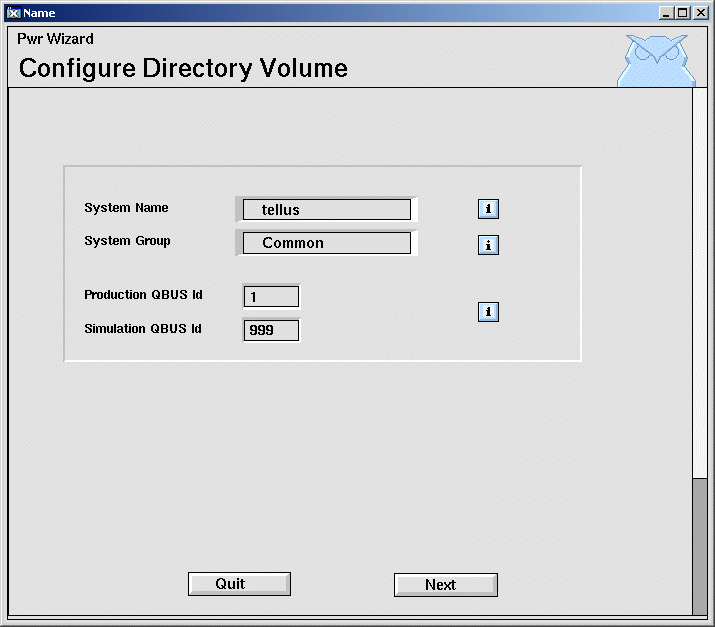 Name
Pwr Wizard
Configure Directory Volume
System Name tellus i
System Group Common i
Production QBUS Id 1 i
Simulation QBUS Id 999
Quit Next